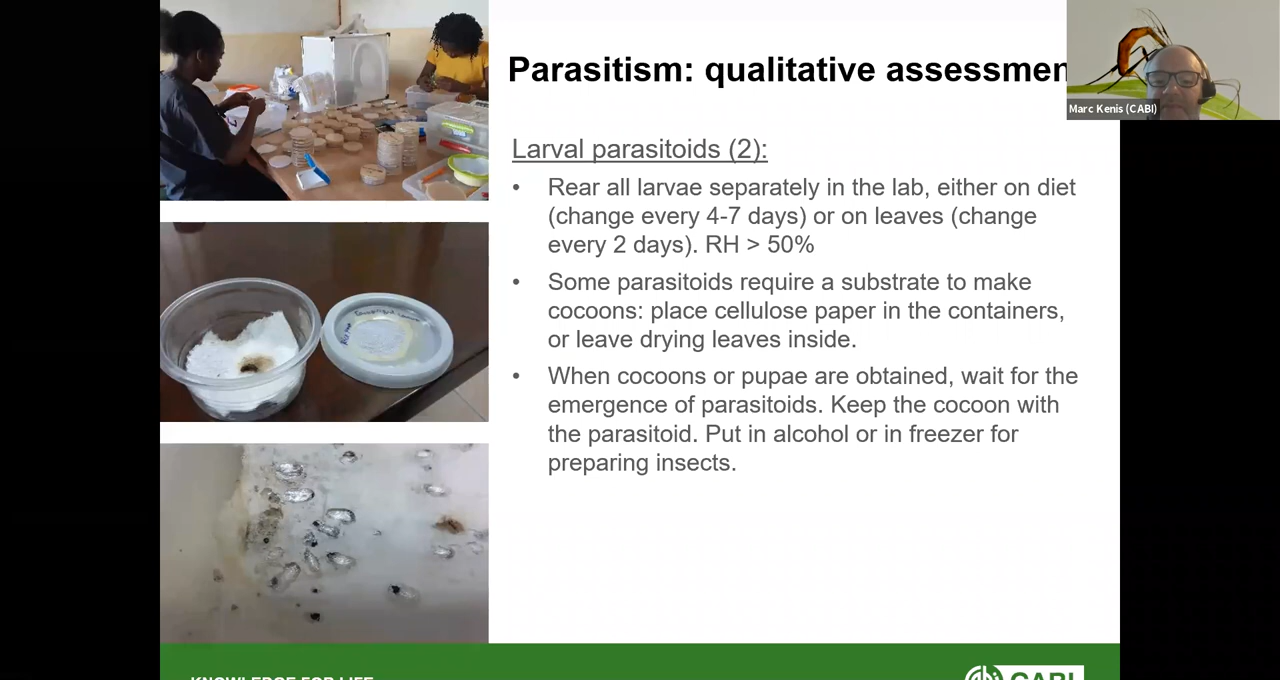 Parasitism: qualitative assessmen
Marc Kenis (CABI)
Larval parasitoids (2):
• Rear all larvae separately in the lab, either on diet
(change every 4-7 days) or on leaves (change
every 2 days). RH > 50%
• Some parasitoids require a substrate to make
cocoons: place cellulose paper in the containers,
or leave drying leaves inside.
• When cocoons or pupae are obtained, wait for the
emergence of parasitoids. Keep the cocoon with
the parasitoid. Put in alcohol or in freezer for
preparing insects.
KNOWLEDGE FOR LIFE
CABI